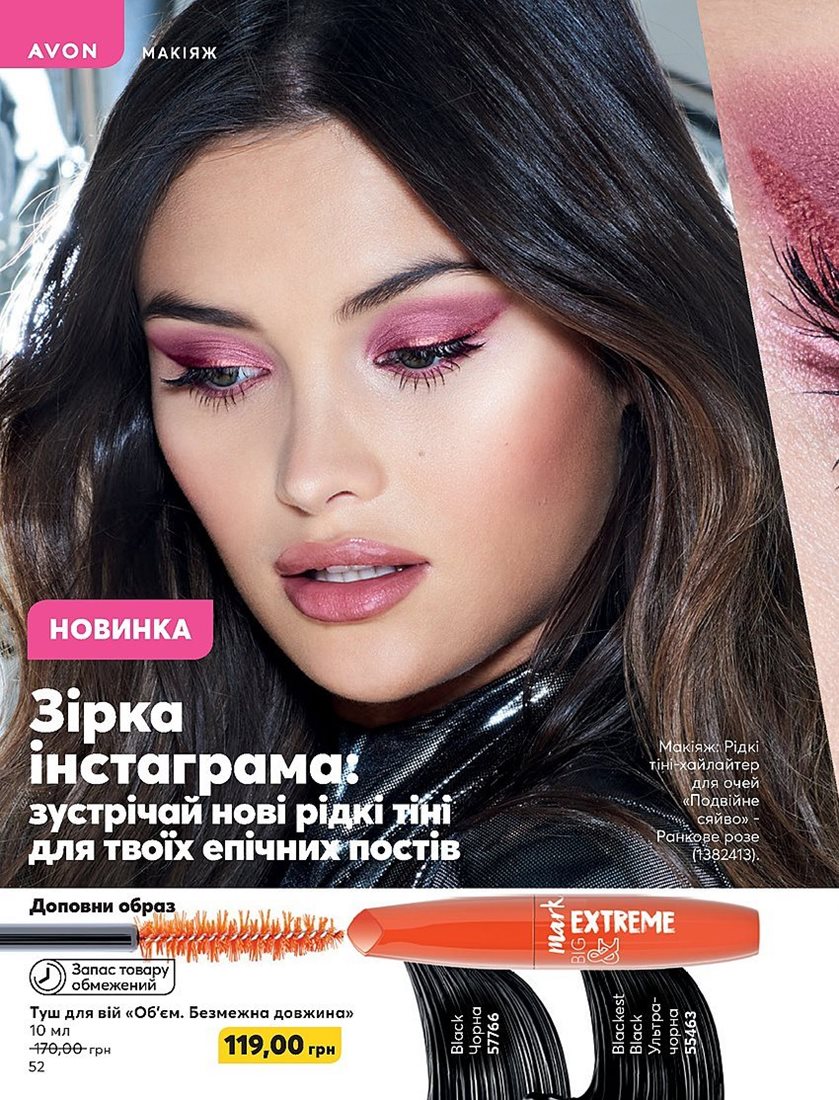 AVON
МАКІЯЖ
НОВИНКА
Зірка
інстаграма:
зустрічай нові рідкі тіні
для твоїх епічних постів
Макіяж: Рідкі
тіні-хайлайтер
для очей
«Подвійне
сяйво» -
Ранкове розе
(1382413).
Доповни образ
mark.
BIG
&
EXTREME
Запас товару
обмежений
Туш для вій «Об’єм. Безмежна довжина»
10 мл
170,00 грн
119,00 грн
Black
Чорна
57766
Blackest
Black
Ультра-
чорна
55463
52